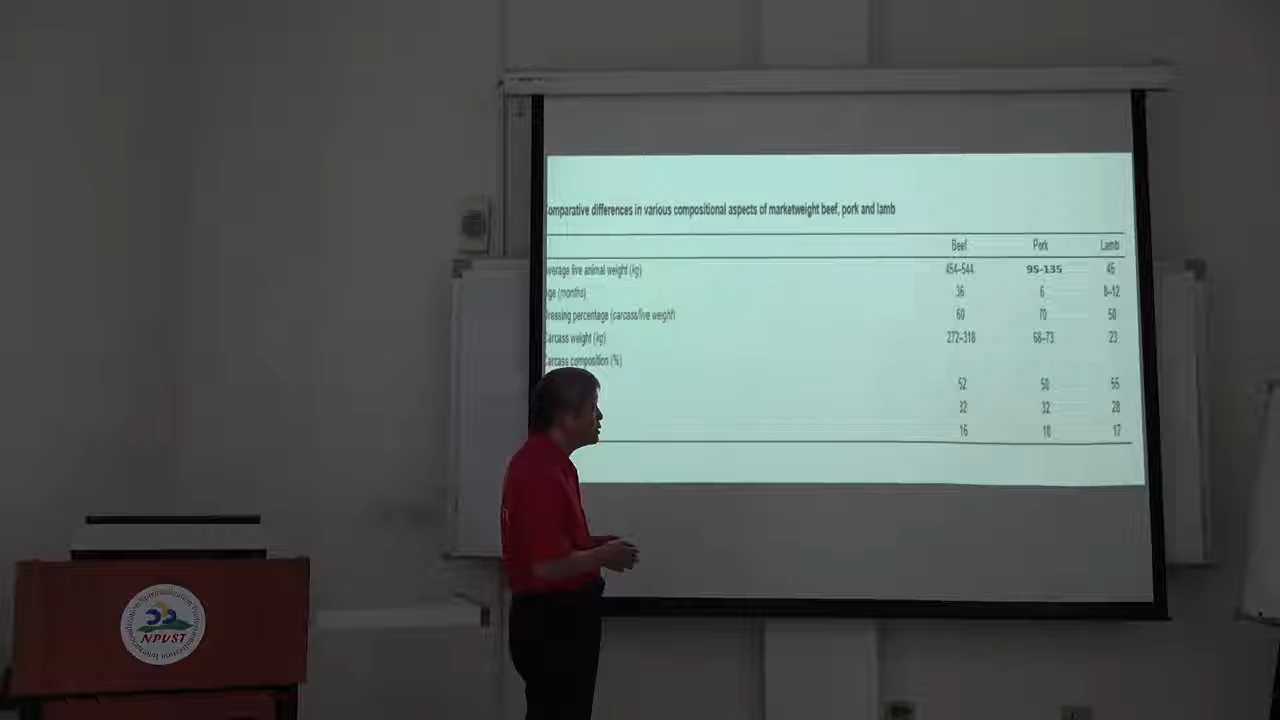 omparative differences in various compositional aspects of marketweight beef, pork and lamb
Beef Pork Lamb
verage live animal weight (kg) 454–544 95-135 45
ge (months) 36 6 8–12
ressing percentage (carcass/live weight) 60 70 50
arcass weight (kg) 272–318 68–73 23
arcass composition (%)
52 50 55
32 32 28
16 18 17
NPUST